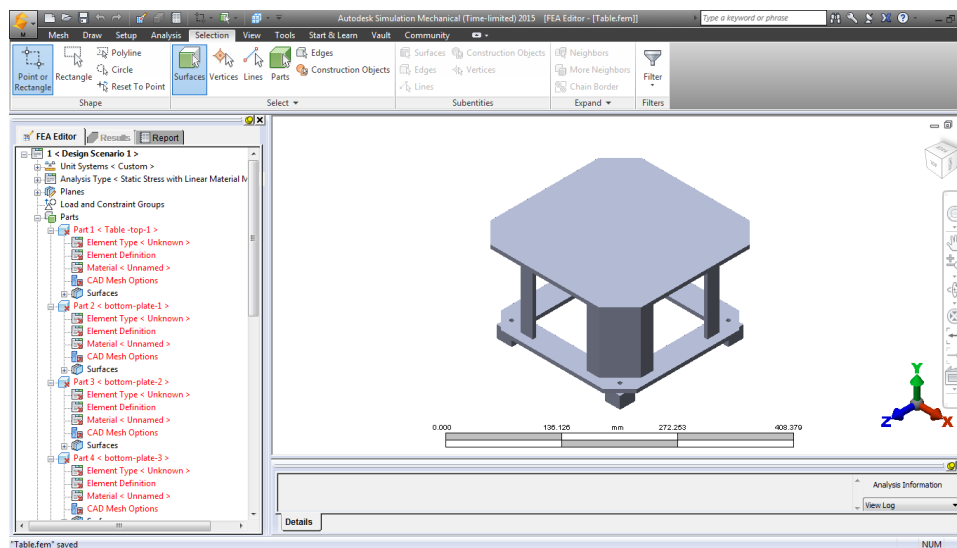 Autodesk Simulation Mechanical (Time-limited) 2015 [FEA Editor - [Table.fem]]
Type a keyword or phrase
Mesh Draw Setup Analysis Selection View Tools Start & Learn Vault Community
Point or Rectangle
Rectangle
Polyline
Circle
Reset To Point
Shape
Surfaces
Vertices
Lines
Parts
Edges
Construction Objects
Select
Surfaces
Construction Objects
Edges
Vertices
Lines
Subentities
Neighbors
More Neighbors
Chain Border
Expand
Filter
Filters
FEA Editor
Results
Report
1 < Design Scenario 1 >
Unit Systems < Custom >
Analysis Type < Static Stress with Linear Material M
Planes
Load and Constraint Groups
Parts
Part 1 < Table -top-1 >
Element Type < Unknown >
Element Definition
Material < Unnamed >
CAD Mesh Options
Surfaces
Part 2 < bottom-plate-1 >
Element Type < Unknown >
Element Definition
Material < Unnamed >
CAD Mesh Options
Surfaces
Part 3 < bottom-plate-2 >
Element Type < Unknown >
Element Definition
Material < Unnamed >
CAD Mesh Options
Surfaces
Part 4 < bottom-plate-3 >
Element Type < Unknown >
Element Definition
Material < Unnamed >
CAD Mesh Options
0.000 136.126 mm 272.253 408.379
Y
Z
X
Analysis Information
View Log
Details
"Table.fem" saved
NUM